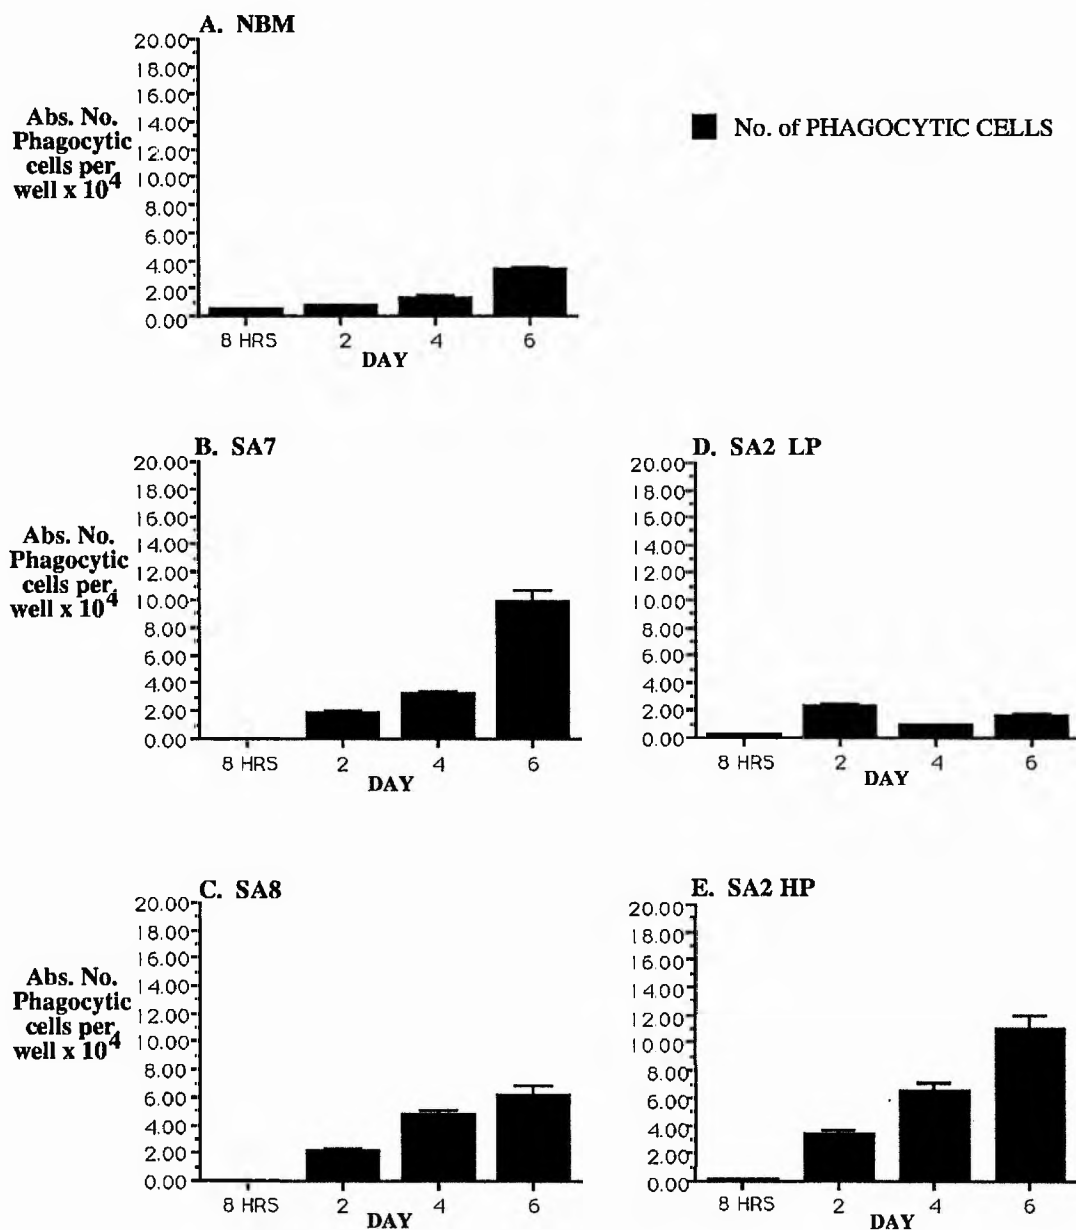 A. NBM
Abs. No.
Phagocytic
cells per
well x 10^4
20.00
18.00
16.00
14.00
12.00
10.00
8.00
6.00
4.00
2.00
0.00
8 HRS 2 4 6
DAY
No. of PHAGOCYTIC CELLS
B. SA7
Abs. No.
Phagocytic
cells per
well x 10^4
20.00
18.00
16.00
14.00
12.00
10.00
8.00
6.00
4.00
2.00
0.00
8 HRS 2 4 6
DAY
D. SA2 LP
20.00
18.00
16.00
14.00
12.00
10.00
8.00
6.00
4.00
2.00
0.00
8 HRS 2 4 6
DAY
C. SA8
Abs. No.
Phagocytic
cells per
well x 10^4
20.00
18.00
16.00
14.00
12.00
10.00
8.00
6.00
4.00
2.00
0.00
8 HRS 2 4 6
DAY
E. SA2 HP
20.00
18.00
16.00
14.00
12.00
10.00
8.00
6.00
4.00
2.00
0.00
8 HRS 2 4 6
DAY